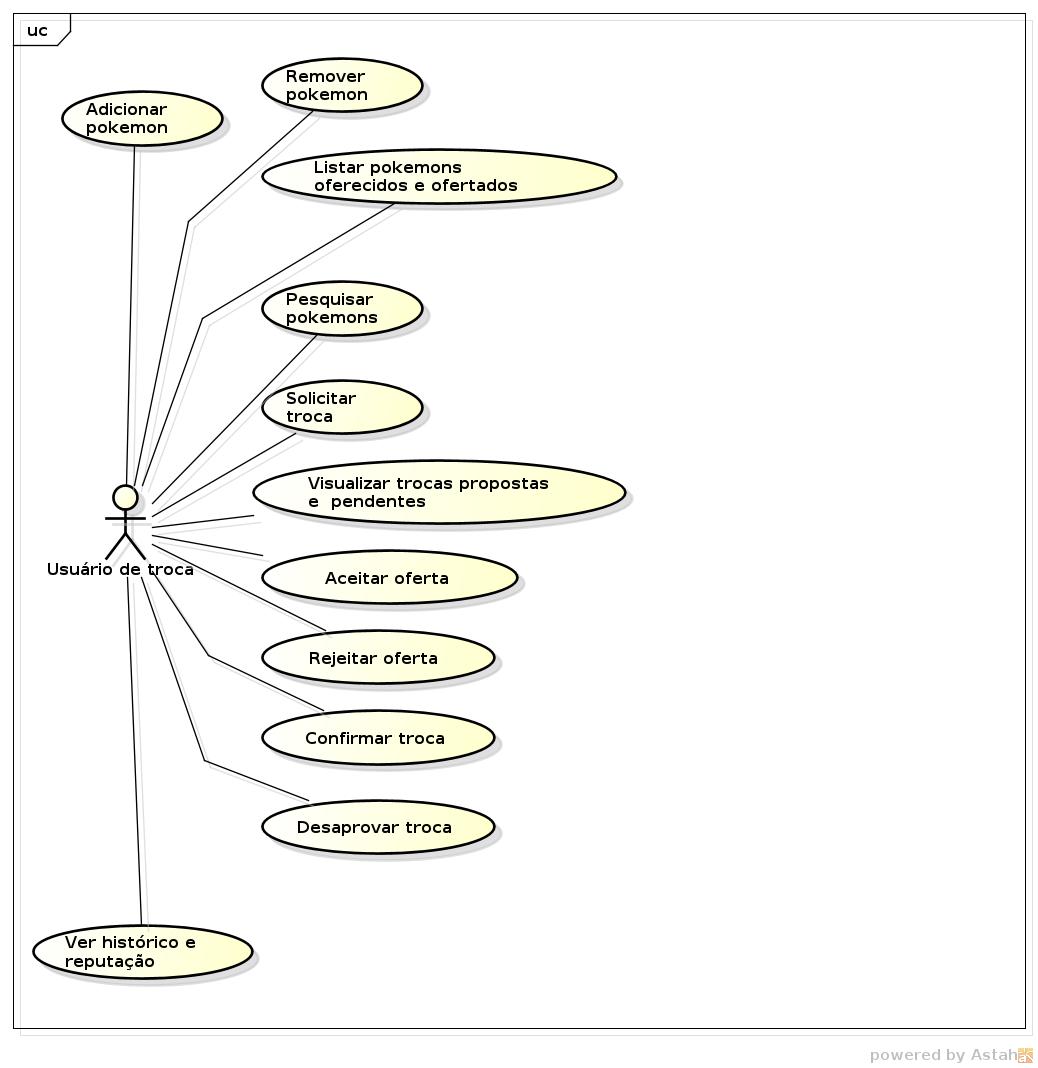 uc
Remover
pokemon
Adicionar
pokemon
Listar pokemons
oferecidos e ofertados
Pesquisar
pokemons
Solicitar
troca
Visualizar trocas propostas
e  pendentes
Aceitar oferta
Usuário de troca
Rejeitar oferta
Confirmar troca
Desaprovar troca
Ver histórico e
reputação
powered by Astah